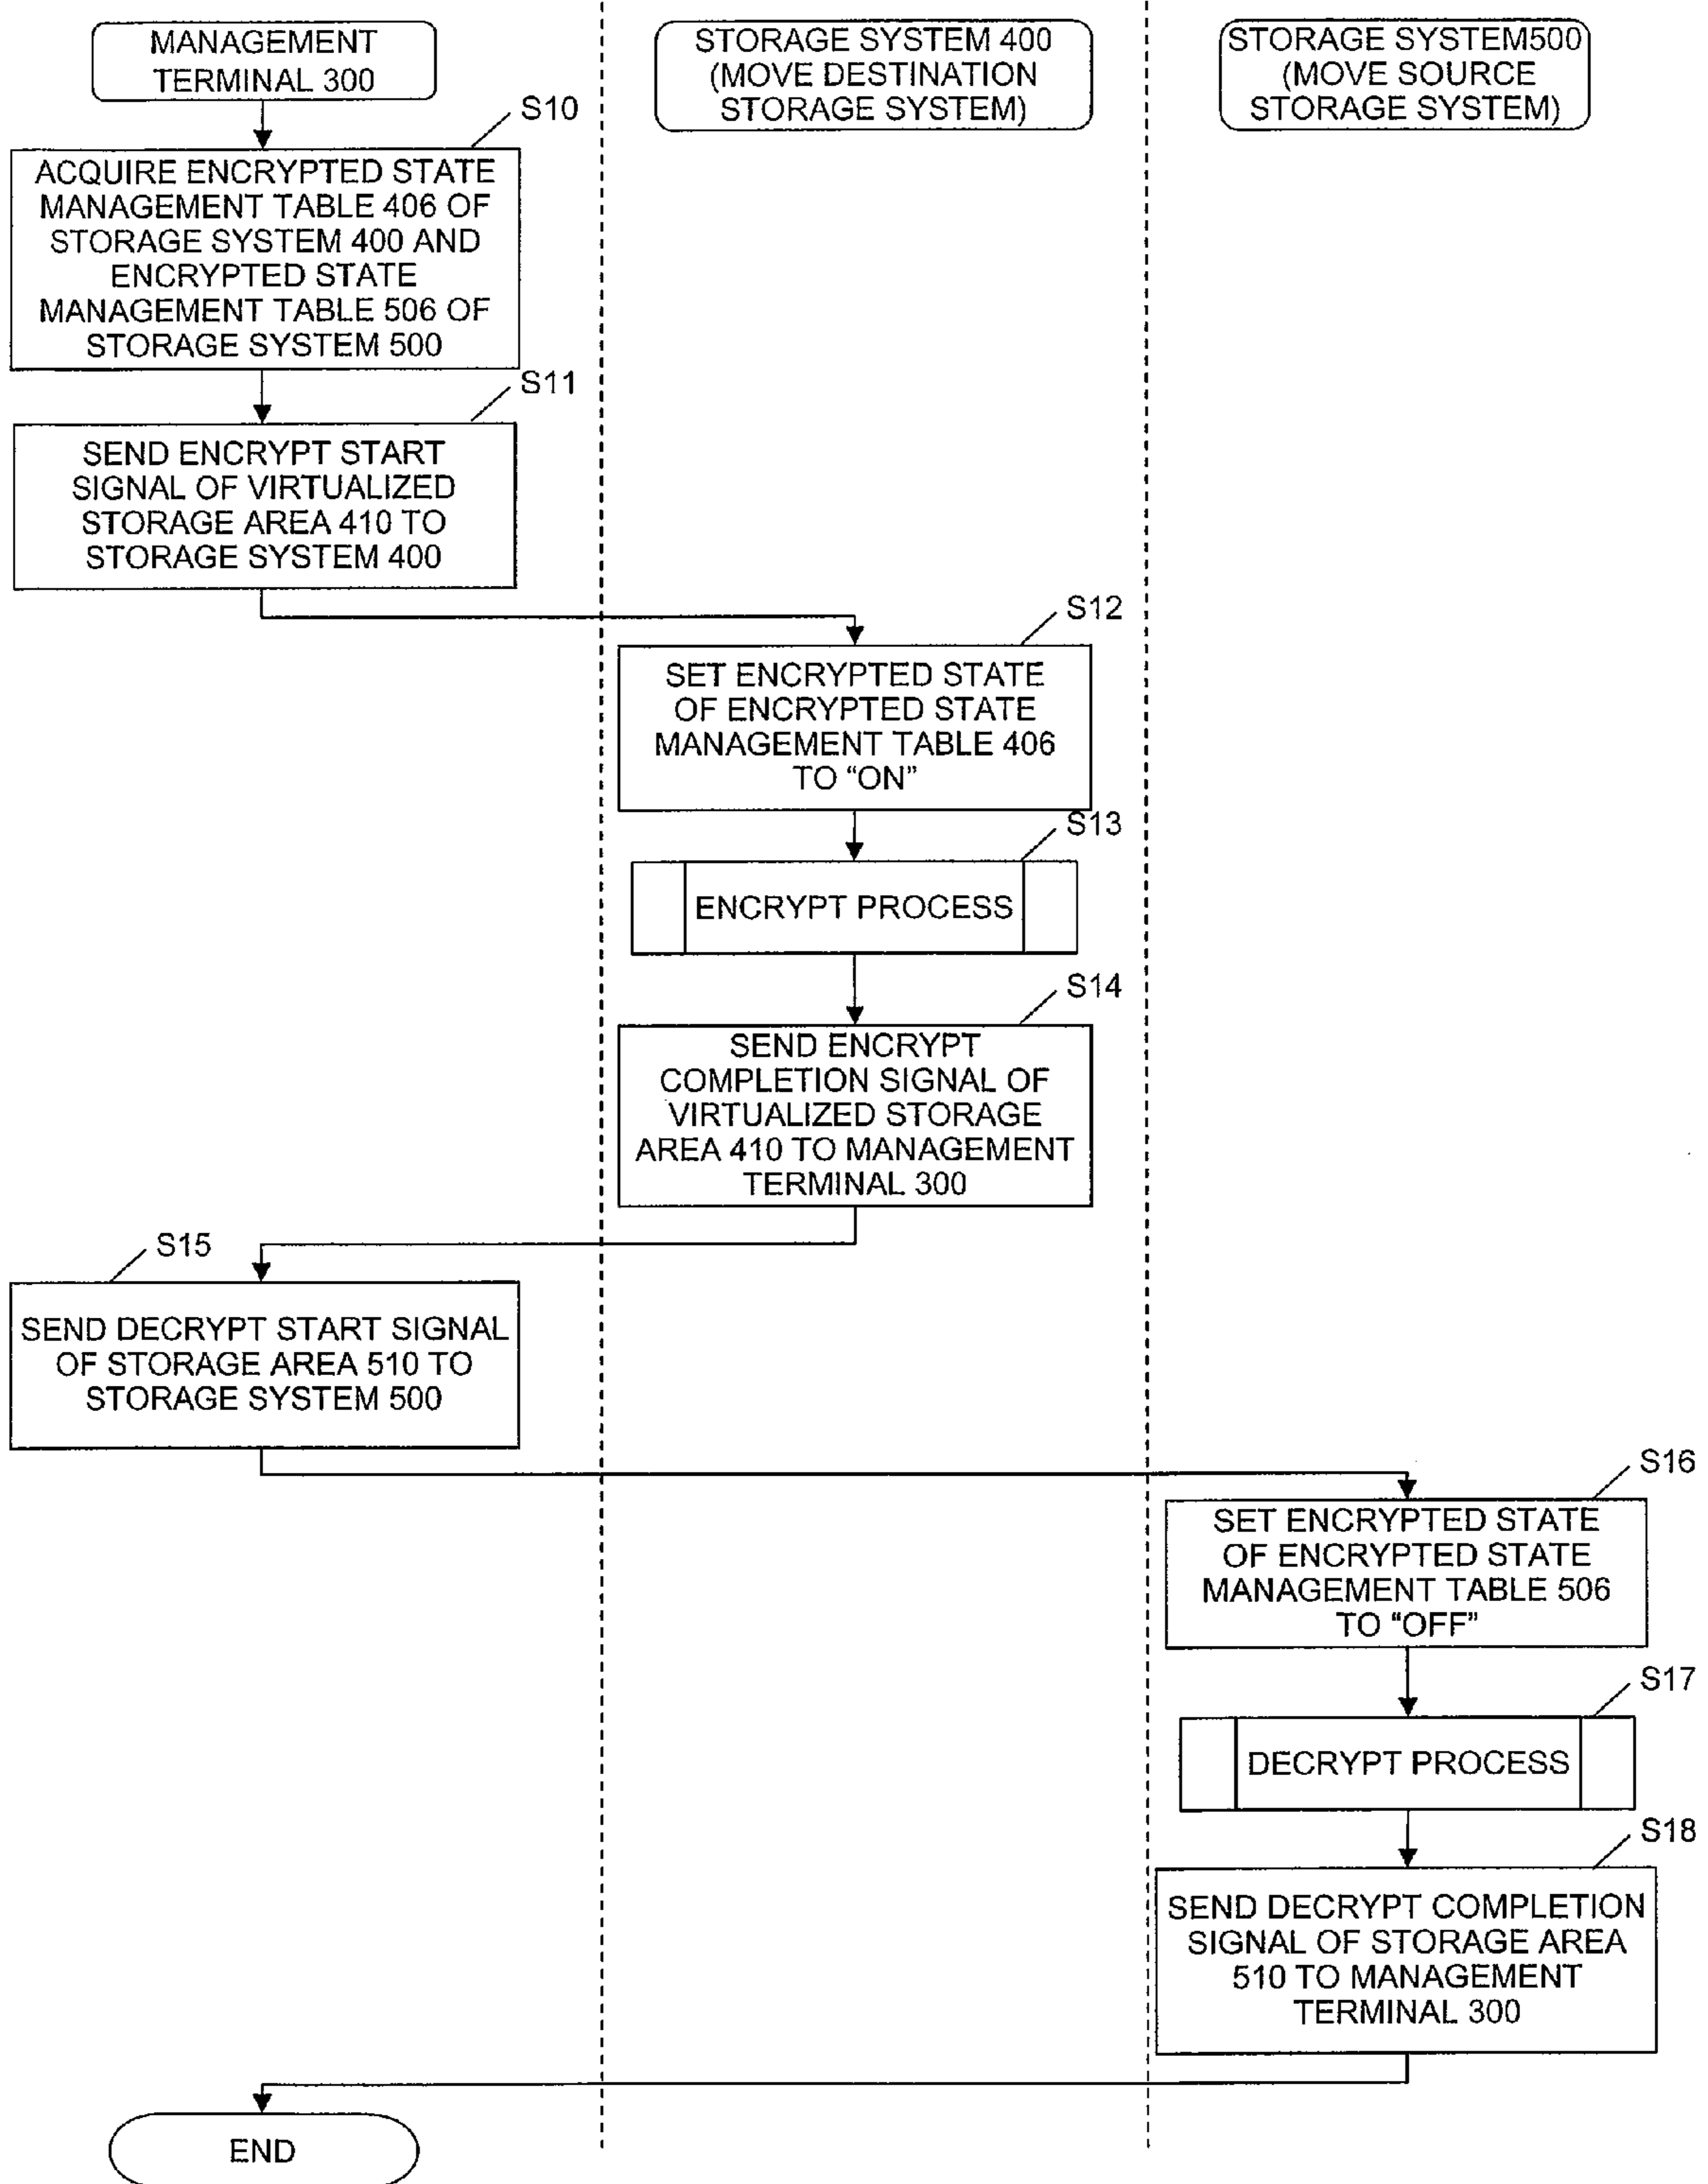 MANAGEMENT
TERMINAL 300
STORAGE SYSTEM 400
(MOVE DESTINATION
STORAGE SYSTEM)
STORAGE SYSTEM500
(MOVE SOURCE
STORAGE SYSTEM)
S10
ACQUIRE ENCRYPTED STATE
MANAGEMENT TABLE 406 OF
STORAGE SYSTEM 400 AND
ENCRYPTED STATE
MANAGEMENT TABLE 506 OF
STORAGE SYSTEM 500
S11
SEND ENCRYPT START
SIGNAL OF VIRTUALIZED
STORAGE AREA 410 TO
STORAGE SYSTEM 400
S12
SET ENCRYPTED STATE
OF ENCRYPTED STATE
MANAGEMENT TABLE 406
TO “ON”
S13
ENCRYPT PROCESS
S14
SEND ENCRYPT
COMPLETION SIGNAL OF
VIRTUALIZED STORAGE
AREA 410 TO MANAGEMENT
TERMINAL 300
S15
SEND DECRYPT START SIGNAL
OF STORAGE AREA 510 TO
STORAGE SYSTEM 500
S16
SET ENCRYPTED STATE
OF ENCRYPTED STATE
MANAGEMENT TABLE 506
TO “OFF”
S17
DECRYPT PROCESS
S18
SEND DECRYPT COMPLETION
SIGNAL OF STORAGE AREA
510 TO MANAGEMENT
TERMINAL 300
END